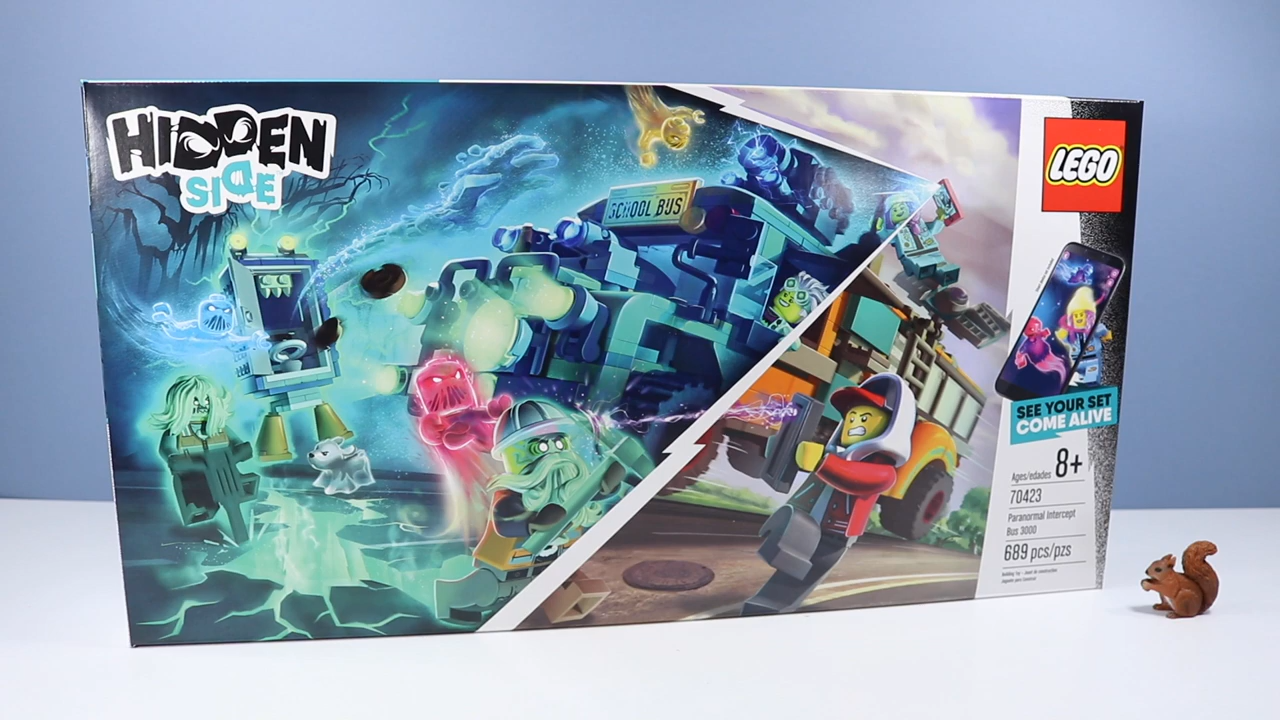 HIDDEN
SIDE
SCHOOL BUS
LEGO
SEE YOUR SET
COME ALIVE
Ages/edades 8+
70423
Paranormal Intercept
Bus 3000
689 pcs/pzs